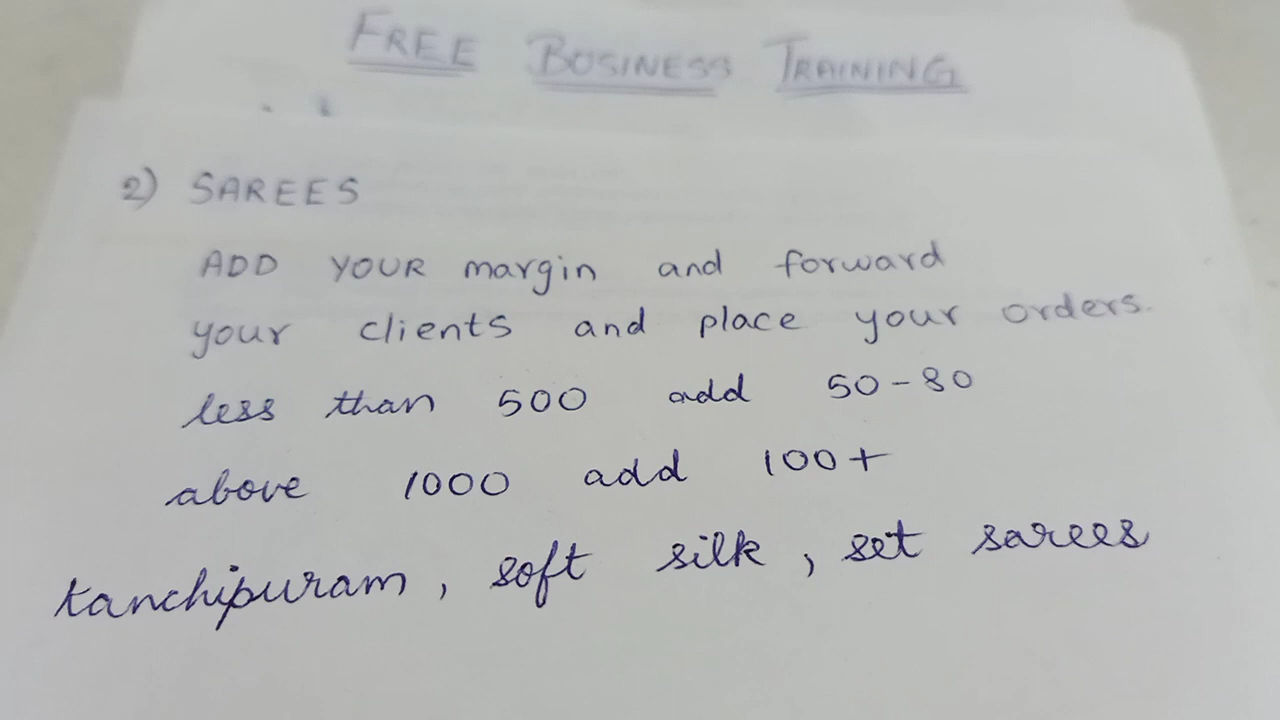 FREE BUSINESS TRAINING
2) SAREES
ADD YOUR margin and forward
your clients and place your orders.
less than 500 add 50-80
above 1000 add 100+
kanchipuram, soft silk, set sarees